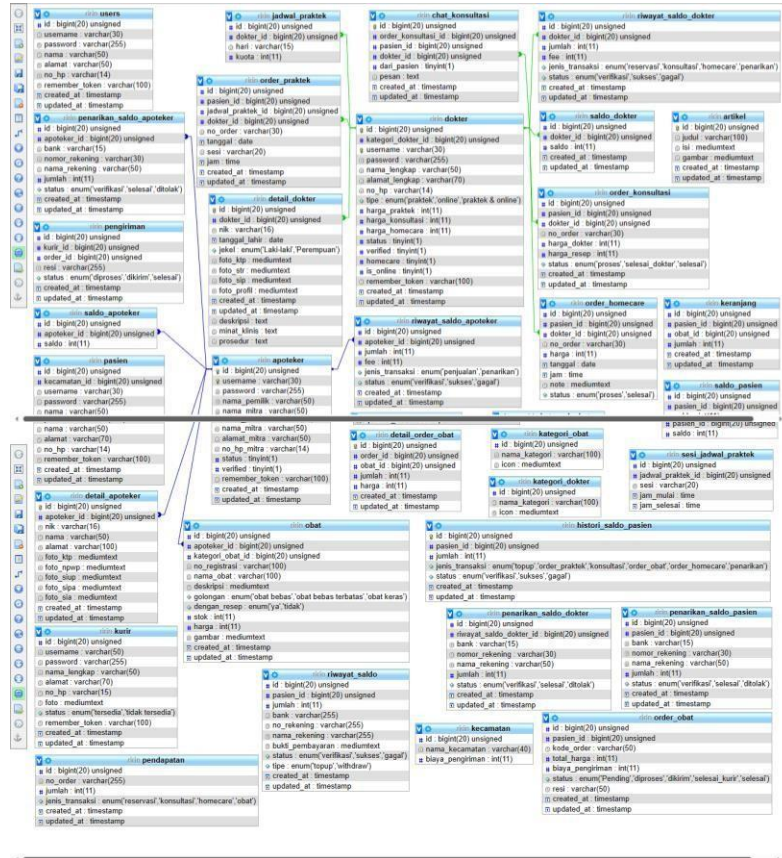 rkin users
id : bigint(20) unsigned
username : varchar(30)
password : varchar(255)
nama : varchar(50)
alamat : varchar(50)
no_hp : varchar(14)
remember_token : varchar(100)
created_at : timestamp
updated_at : timestamp
rkin penarikan_saldo_apoteker
id : bigint(20) unsigned
apoteker_id : bigint(20) unsigned
bank : varchar(15)
nomor_rekening : varchar(30)
nama_rekening : varchar(50)
jumlah : int(11)
status : enum('verifikasi','selesai','ditolak')
created_at : timestamp
updated_at : timestamp
rkin pengiriman
id : bigint(20) unsigned
kurir_id : bigint(20) unsigned
order_id : bigint(20) unsigned
resi : varchar(255)
status : enum('diproses','dikirim','selesai')
created_at : timestamp
updated_at : timestamp
rkin saldo_apoteker
id : bigint(20) unsigned
apoteker_id : bigint(20) unsigned
saldo : int(11)
rkin pasien
id : bigint(20) unsigned
kecamatan_id : bigint(20) unsigned
username : varchar(30)
password : varchar(255)
nama : varchar(50)
rkin jadwal_praktek
id : bigint(20) unsigned
dokter_id : bigint(20) unsigned
hari : varchar(15)
kuota : int(11)
rkin order_praktek
id : bigint(20) unsigned
pasien_id : bigint(20) unsigned
jadwal_praktek_id : bigint(20) unsigned
dokter_id : bigint(20) unsigned
no_order : varchar(30)
tanggal : date
sesi : varchar(20)
jam : time
created_at : timestamp
updated_at : timestamp
rkin detail_dokter
id : bigint(20) unsigned
dokter_id : bigint(20) unsigned
nik : varchar(16)
tanggal_lahir : date
jekel : enum('Laki-laki','Perempuan')
foto_ktp : mediumtext
foto_str : mediumtext
foto_sip : mediumtext
foto_profil : mediumtext
created_at : timestamp
updated_at : timestamp
deskripsi : text
minat_klinis : text
prosedur : text
rkin apoteker
id : bigint(20) unsigned
username : varchar(30)
password : varchar(255)
nama_pemilik : varchar(50)
nama_mitra : varchar(50)
rkin chat_konsultasi
id : bigint(20) unsigned
order_konsultasi_id : bigint(20) unsigned
pasien_id : bigint(20) unsigned
dokter_id : bigint(20) unsigned
dari_pasien : tinyint(1)
pesan : text
rkin dokter
id : bigint(20) unsigned
kategori_dokter_id : bigint(20) unsigned
username : varchar(30)
password : varchar(255)
nama_lengkap : varchar(50)
alamat_lengkap : varchar(70)
no_hp : varchar(14)
tipe : enum('praktek','online','praktek & online')
harga_praktek : int(11)
harga_konsultasi : int(11)
harga_homecare : int(11)
status : tinyint(1)
verified : tinyint(1)
homecare : tinyint(1)
is_online : tinyint(1)
remember_token : varchar(100)
created_at : timestamp
updated_at : timestamp
rkin riwayat_saldo_apoteker
id : bigint(20) unsigned
apoteker_id : bigint(20) unsigned
jumlah : int(11)
fee : int(11)
jenis_transaksi : enum('penjualan','penarikan')
status : enum('verifikasi','sukses','gagal')
created_at : timestamp
updated_at : timestamp
rkin riwayat_saldo_dokter
id : bigint(20) unsigned
dokter_id : bigint(20) unsigned
jumlah : int(11)
fee : int(11)
jenis_transaksi : enum('reservasi','konsultasi','homecare','penarikan')
status : enum('verifikasi','sukses','gagal')
created_at : timestamp
updated_at : timestamp
rkin saldo_dokter
id : bigint(20) unsigned
dokter_id : bigint(20) unsigned
saldo : int(11)
created_at : timestamp
updated_at : timestamp
rkin artikel
id : bigint(20) unsigned
judul : varchar(100)
isi : mediumtext
gambar : mediumtext
created_at : timestamp
updated_at : timestamp
rkin order_konsultasi
id : bigint(20) unsigned
pasien_id : bigint(20) unsigned
dokter_id : bigint(20) unsigned
no_order : varchar(30)
harga_dokter : int(11)
harga_resep : int(11)
status : enum('proses','selesai_dokter','selesai')
created_at : timestamp
updated_at : timestamp
rkin order_homecare
id : bigint(20) unsigned
pasien_id : bigint(20) unsigned
dokter_id : bigint(20) unsigned
no_order : varchar(30)
harga : int(11)
tanggal : date
jam : time
note : mediumtext
status : enum('proses','selesai')
rkin keranjang
id : bigint(20) unsigned
pasien_id : bigint(20) unsigned
obat_id : bigint(20) unsigned
jumlah : int(11)
created_at : timestamp
updated_at : timestamp
rkin saldo_pasien
id : bigint(20) unsigned
pasien_id : bigint(20) unsigned
saldo : int(11)
nama : varchar(50)
alamat : varchar(70)
no_hp : varchar(14)
remember_token : varchar(100)
created_at : timestamp
updated_at : timestamp
rkin detail_apoteker
id : bigint(20) unsigned
apoteker_id : bigint(20) unsigned
nik : varchar(16)
nama : varchar(50)
alamat : varchar(100)
foto_ktp : mediumtext
foto_npwp : mediumtext
foto_siup : mediumtext
foto_sipa : mediumtext
foto_sia : mediumtext
created_at : timestamp
updated_at : timestamp
rkin kurir
id : bigint(20) unsigned
username : varchar(50)
password : varchar(255)
nama_lengkap : varchar(50)
alamat : varchar(70)
no_hp : varchar(15)
foto : mediumtext
status : enum('tersedia','tidak tersedia')
remember_token : varchar(100)
created_at : timestamp
updated_at : timestamp
rkin pendapatan
id : bigint(20) unsigned
no_order : varchar(255)
jumlah : int(11)
jenis_transaksi : enum('reservasi','konsultasi','homecare','obat')
created_at : timestamp
updated_at : timestamp
nama_mitra : varchar(50)
alamat_mitra : varchar(50)
no_hp_mitra : varchar(14)
status : tinyint(1)
verified : tinyint(1)
remember_token : varchar(100)
created_at : timestamp
updated_at : timestamp
rkin obat
id : bigint(20) unsigned
apoteker_id : bigint(20) unsigned
kategori_obat_id : bigint(20) unsigned
no_registrasi : varchar(100)
nama_obat : varchar(100)
deskripsi : mediumtext
golongan : enum('obat bebas','obat bebas terbatas','obat keras')
dengan_resep : enum('ya','tidak')
stok : int(11)
harga : int(11)
gambar : mediumtext
created_at : timestamp
updated_at : timestamp
rkin riwayat_saldo
id : bigint(20) unsigned
pasien_id : bigint(20) unsigned
jumlah : int(11)
bank : varchar(255)
no_rekening : varchar(255)
nama_rekening : varchar(255)
bukti_pembayaran : mediumtext
status : enum('verifikasi','sukses','gagal')
tipe : enum('topup','withdraw')
created_at : timestamp
updated_at : timestamp
rkin detail_order_obat
id : bigint(20) unsigned
order_id : bigint(20) unsigned
obat_id : bigint(20) unsigned
jumlah : int(11)
harga : int(11)
created_at : timestamp
updated_at : timestamp
rkin kategori_obat
id : bigint(20) unsigned
nama_kategori : varchar(100)
icon : mediumtext
rkin kategori_dokter
id : bigint(20) unsigned
nama_kategori : varchar(100)
icon : mediumtext
rkin sesi_jadwal_praktek
id : bigint(20) unsigned
jadwal_praktek_id : bigint(20) unsigned
sesi : varchar(20)
jam_mulai : time
jam_selesai : time
rkin histori_saldo_pasien
id : bigint(20) unsigned
pasien_id : bigint(20) unsigned
jumlah : int(11)
jenis_transaksi : enum('topup','order_praktek','konsultasi','order_obat','order_homecare','penarikan')
status : enum('verifikasi','sukses','gagal')
created_at : timestamp
updated_at : timestamp
rkin penarikan_saldo_dokter
id : bigint(20) unsigned
riwayat_saldo_dokter_id : bigint(20) unsigned
bank : varchar(15)
nomor_rekening : varchar(30)
nama_rekening : varchar(50)
jumlah : int(11)
status : enum('verifikasi','selesai','ditolak')
created_at : timestamp
updated_at : timestamp
rkin penarikan_saldo_pasien
id : bigint(20) unsigned
pasien_id : bigint(20) unsigned
bank : varchar(15)
nomor_rekening : varchar(30)
nama_rekening : varchar(50)
jumlah : int(11)
status : enum('verifikasi','selesai','ditolak')
created_at : timestamp
updated_at : timestamp
rkin kecamatan
id : bigint(20) unsigned
nama_kecamatan : varchar(40)
biaya_pengiriman : int(11)
rkin order_obat
id : bigint(20) unsigned
pasien_id : bigint(20) unsigned
kode_order : varchar(50)
total_harga : int(11)
biaya_pengiriman : int(11)
status : enum('Pending','diproses','dikirim','selesai_kurir','selesai')
resi : varchar(50)
created_at : timestamp
updated_at : timestamp